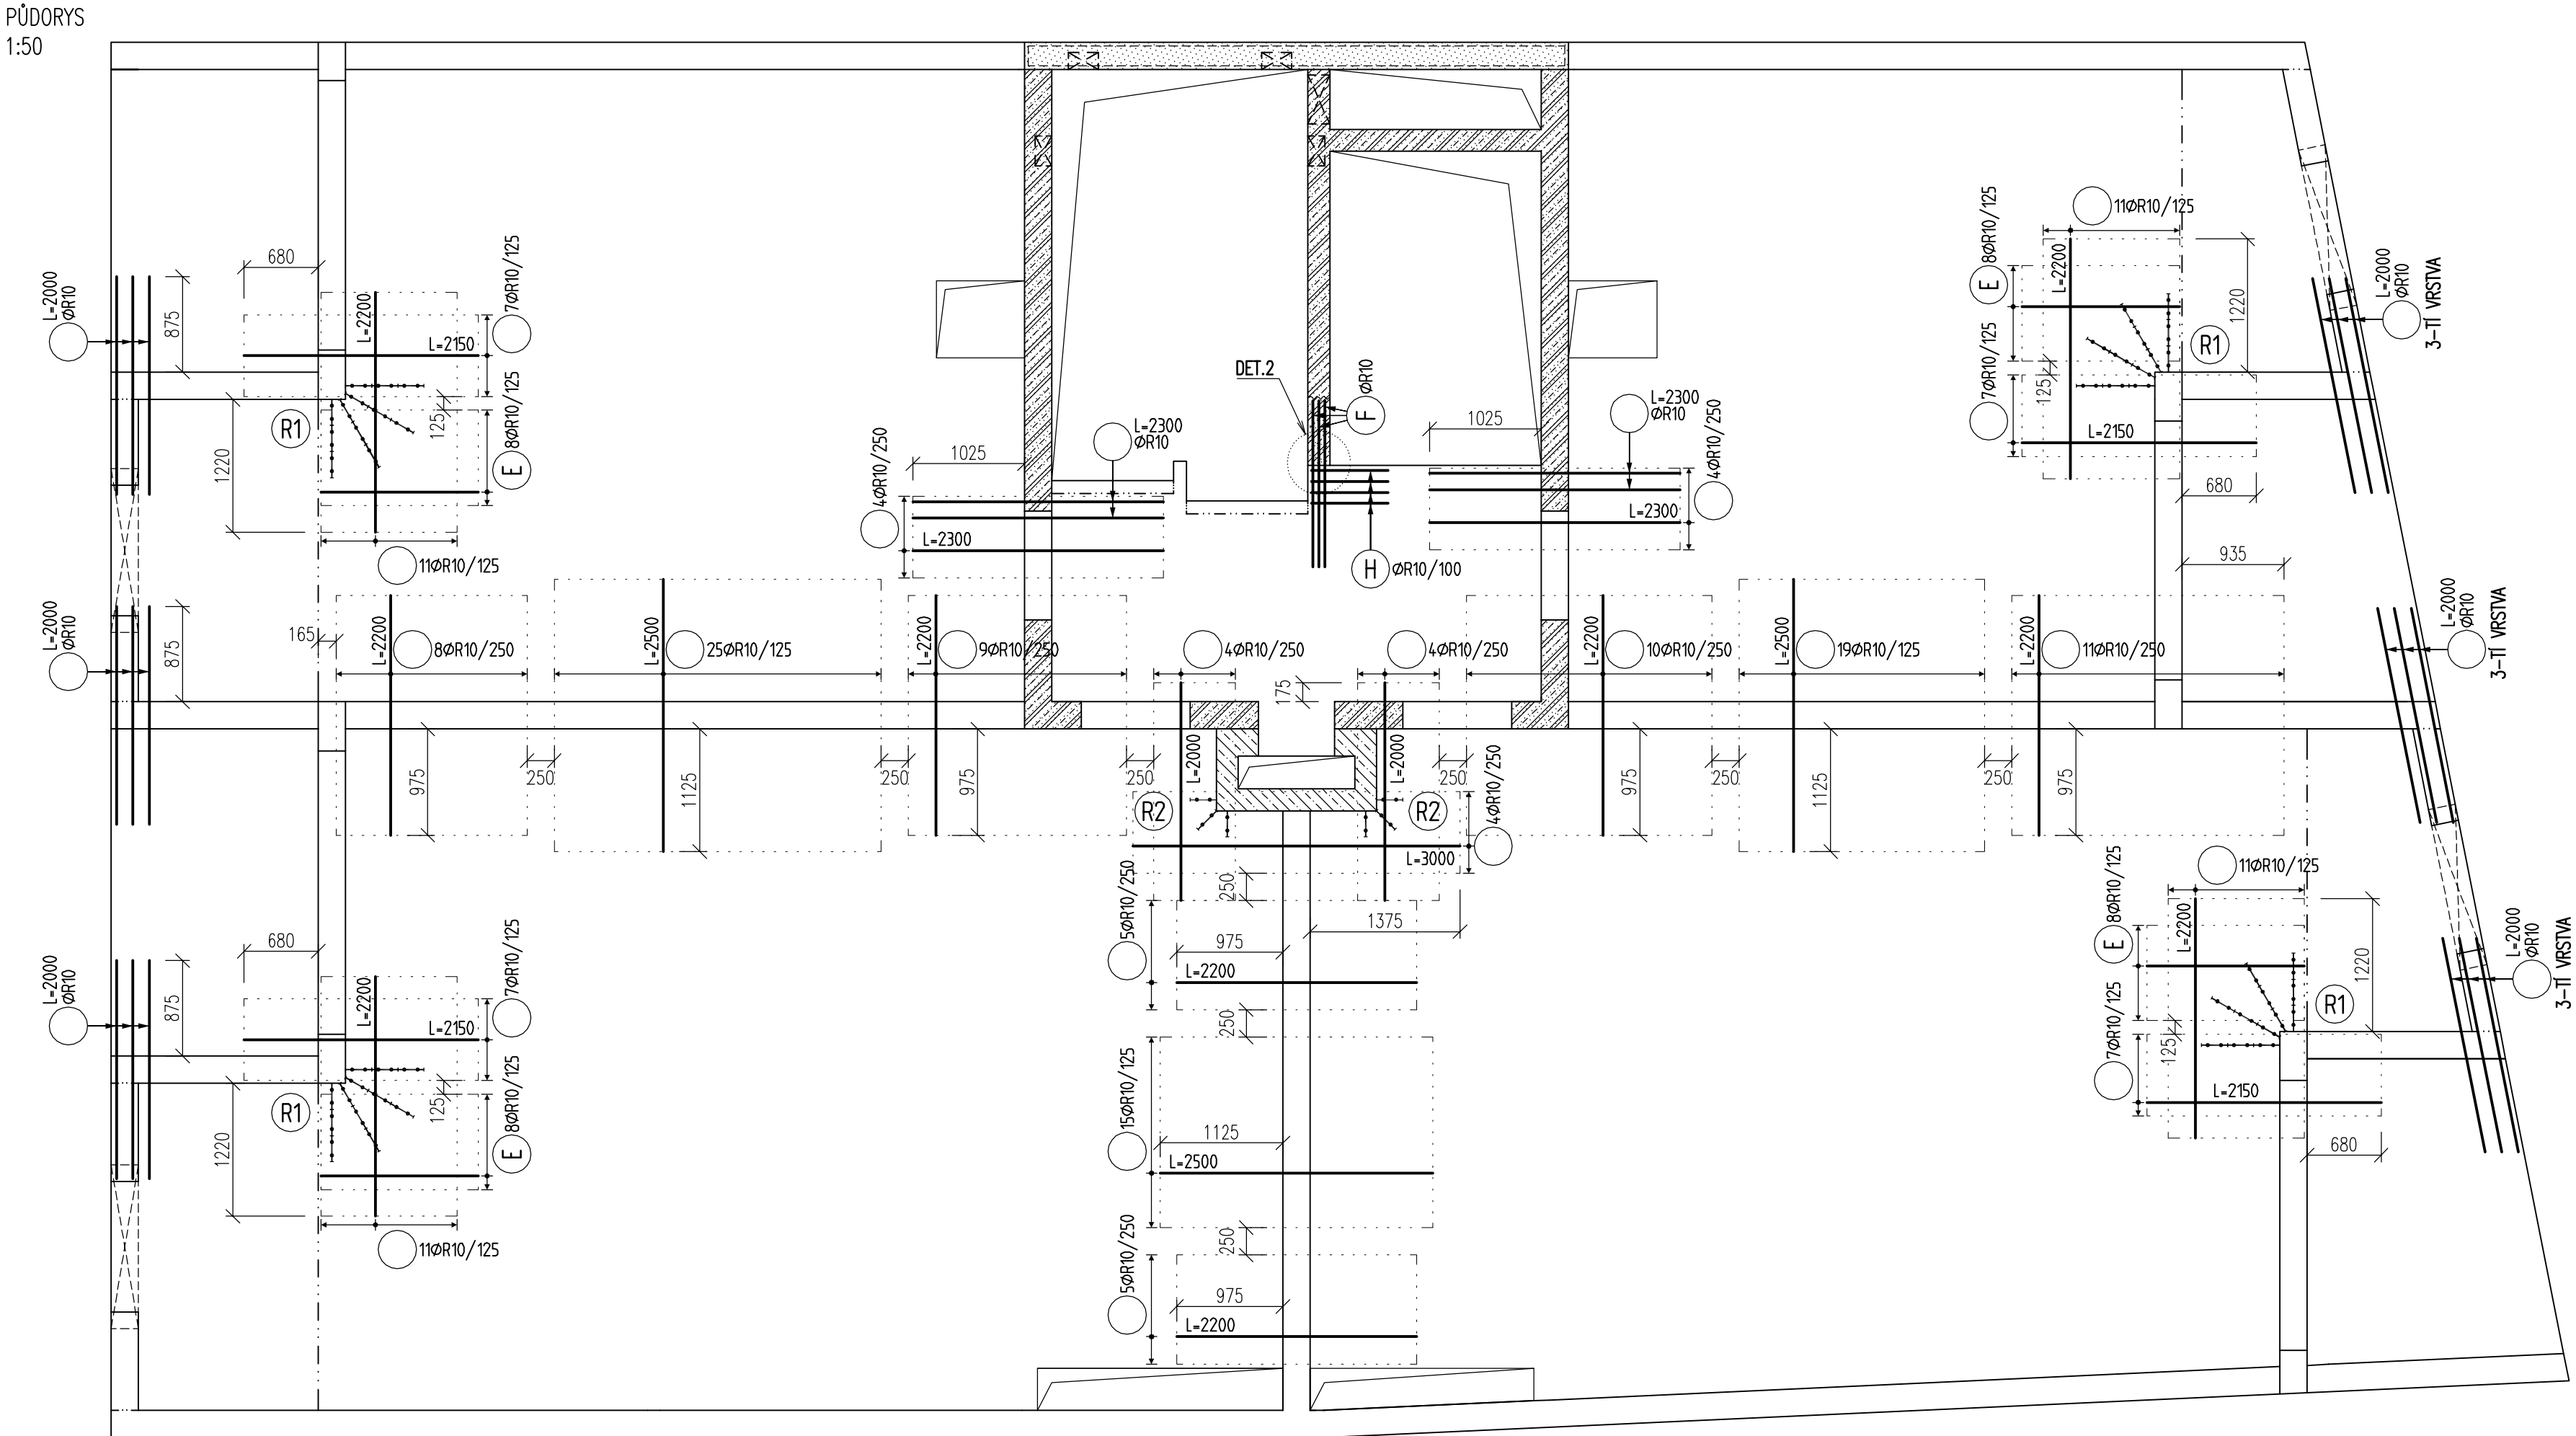 PŮDORYS
1:50
L=2000
ØR10
875
680
L=2200
L=2150
7ØR10/125
8ØR10/125
E
125
R1
1220
11ØR10/125
L=2000
ØR10
875
165
L=2200
8ØR10/250
975
250
L=2500
25ØR10/125
1125
250
L=2200
9ØR10/250
975
250
4ØR10/250
1025
L=2300
ØR10
L=2300
DET.2
F
ØR10
H
ØR10/100
1025
L=2300
ØR10
4ØR10/250
L=2300
4ØR10/250
4ØR10/250
175
L=2000
L=2000
R2
R2
250
4ØR10/250
L=3000
L=2200
10ØR10/250
975
250
L=2500
19ØR10/125
1125
250
L=2200
11ØR10/250
975
935
11ØR10/125
8ØR10/125
E
L=2200
1220
7ØR10/125
125
R1
L=2150
680
L=2000
ØR10
3-TÍ VRSTVA
L=2000
ØR10
3-TÍ VRSTVA
L=2000
ØR10
875
680
L=2200
L=2150
7ØR10/125
8ØR10/125
E
125
R1
1220
11ØR10/125
250
5ØR10/250
975
L=2200
1375
250
15ØR10/125
1125
L=2500
250
5ØR10/250
975
L=2200
11ØR10/125
8ØR10/125
E
L=2200
1220
7ØR10/125
125
R1
L=2150
680
L=2000
ØR10
3-TÍ VRSTVA